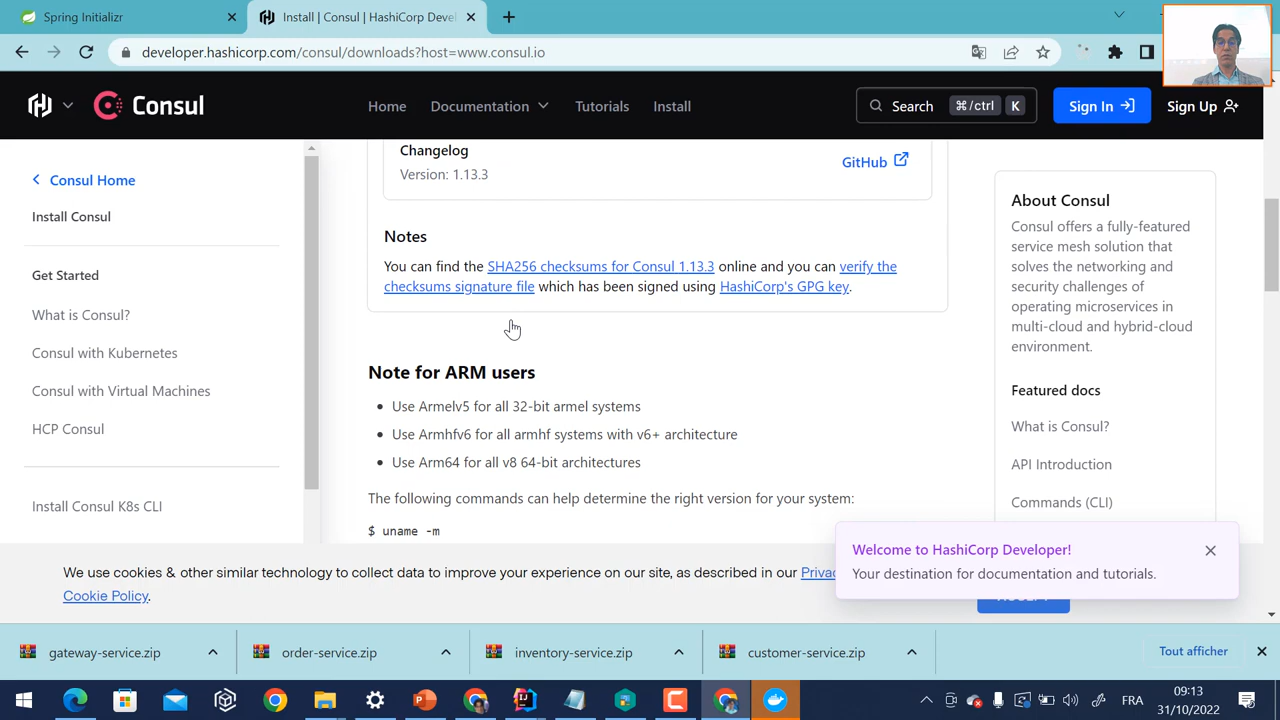 Spring Initializr
Install | Consul | HashiCorp Devel
developer.hashicorp.com/consul/downloads?host=www.consul.io
Consul
Home
Documentation
Tutorials
Install
Search
⌘/ctrl
K
Sign In
Sign Up
Consul Home
Install Consul
Get Started
What is Consul?
Consul with Kubernetes
Consul with Virtual Machines
HCP Consul
Install Consul K8s CLI
Changelog
Version: 1.13.3
GitHub
Notes
You can find the SHA256 checksums for Consul 1.13.3 online and you can verify the
checksums signature file which has been signed using HashiCorp's GPG key.
Note for ARM users
• Use Armelv5 for all 32-bit armel systems
• Use Armhfv6 for all armhf systems with v6+ architecture
• Use Arm64 for all v8 64-bit architectures
The following commands can help determine the right version for your system:
$ uname -m
About Consul
Consul offers a fully-featured
service mesh solution that
solves the networking and
security challenges of
operating microservices in
multi-cloud and hybrid-cloud
environment.
Featured docs
What is Consul?
API Introduction
Commands (CLI)
Welcome to HashiCorp Developer!
Your destination for documentation and tutorials.
We use cookies & other similar technology to collect data to improve your experience on our site, as described in our Privac
Cookie Policy.
gateway-service.zip
order-service.zip
inventory-service.zip
customer-service.zip
Tout afficher
FRA
09:13
31/10/2022